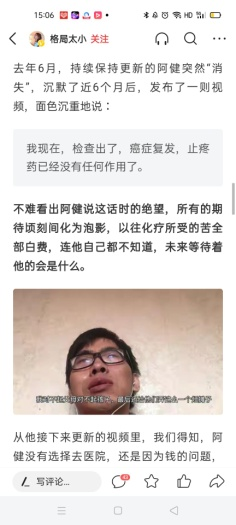 15:06
HD 5G
78
格局太小 关注
去年6月，持续保持更新的阿健突然“消
失”，沉默了近6个月后，发布了一则视
频，面色沉重地说：
我现在，检查出了，癌症复发，止疼
药已经没有任何作用了。
不难看出阿健说这话时的绝望，所有的期
待顷刻间化为泡影，以往化疗所受的苦全
部白费，连他自己都不知道，未来等待着
他的会是什么。
从他接下来更新的视频里，我们得知，阿
健没有选择去医院，还是因为钱的问题，
写评论...